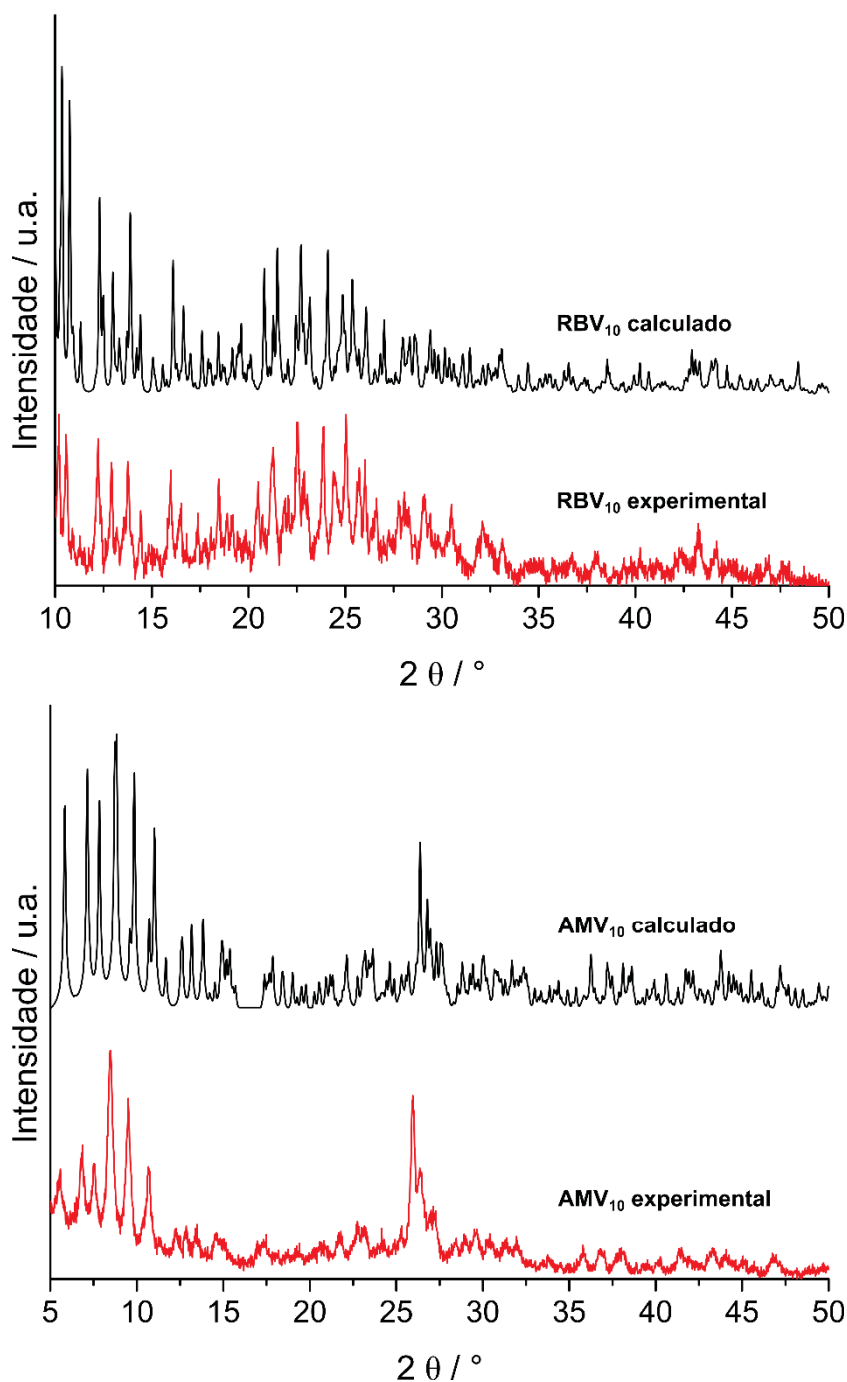 Intensidade / u.a.
RBV₁₀ calculado
RBV₁₀ experimental
10 15 20 25 30 35 40 45 50
2 θ / °
Intensidade / u.a.
AMV₁₀ calculado
AMV₁₀ experimental
5 10 15 20 25 30 35 40 45 50
2 θ / °